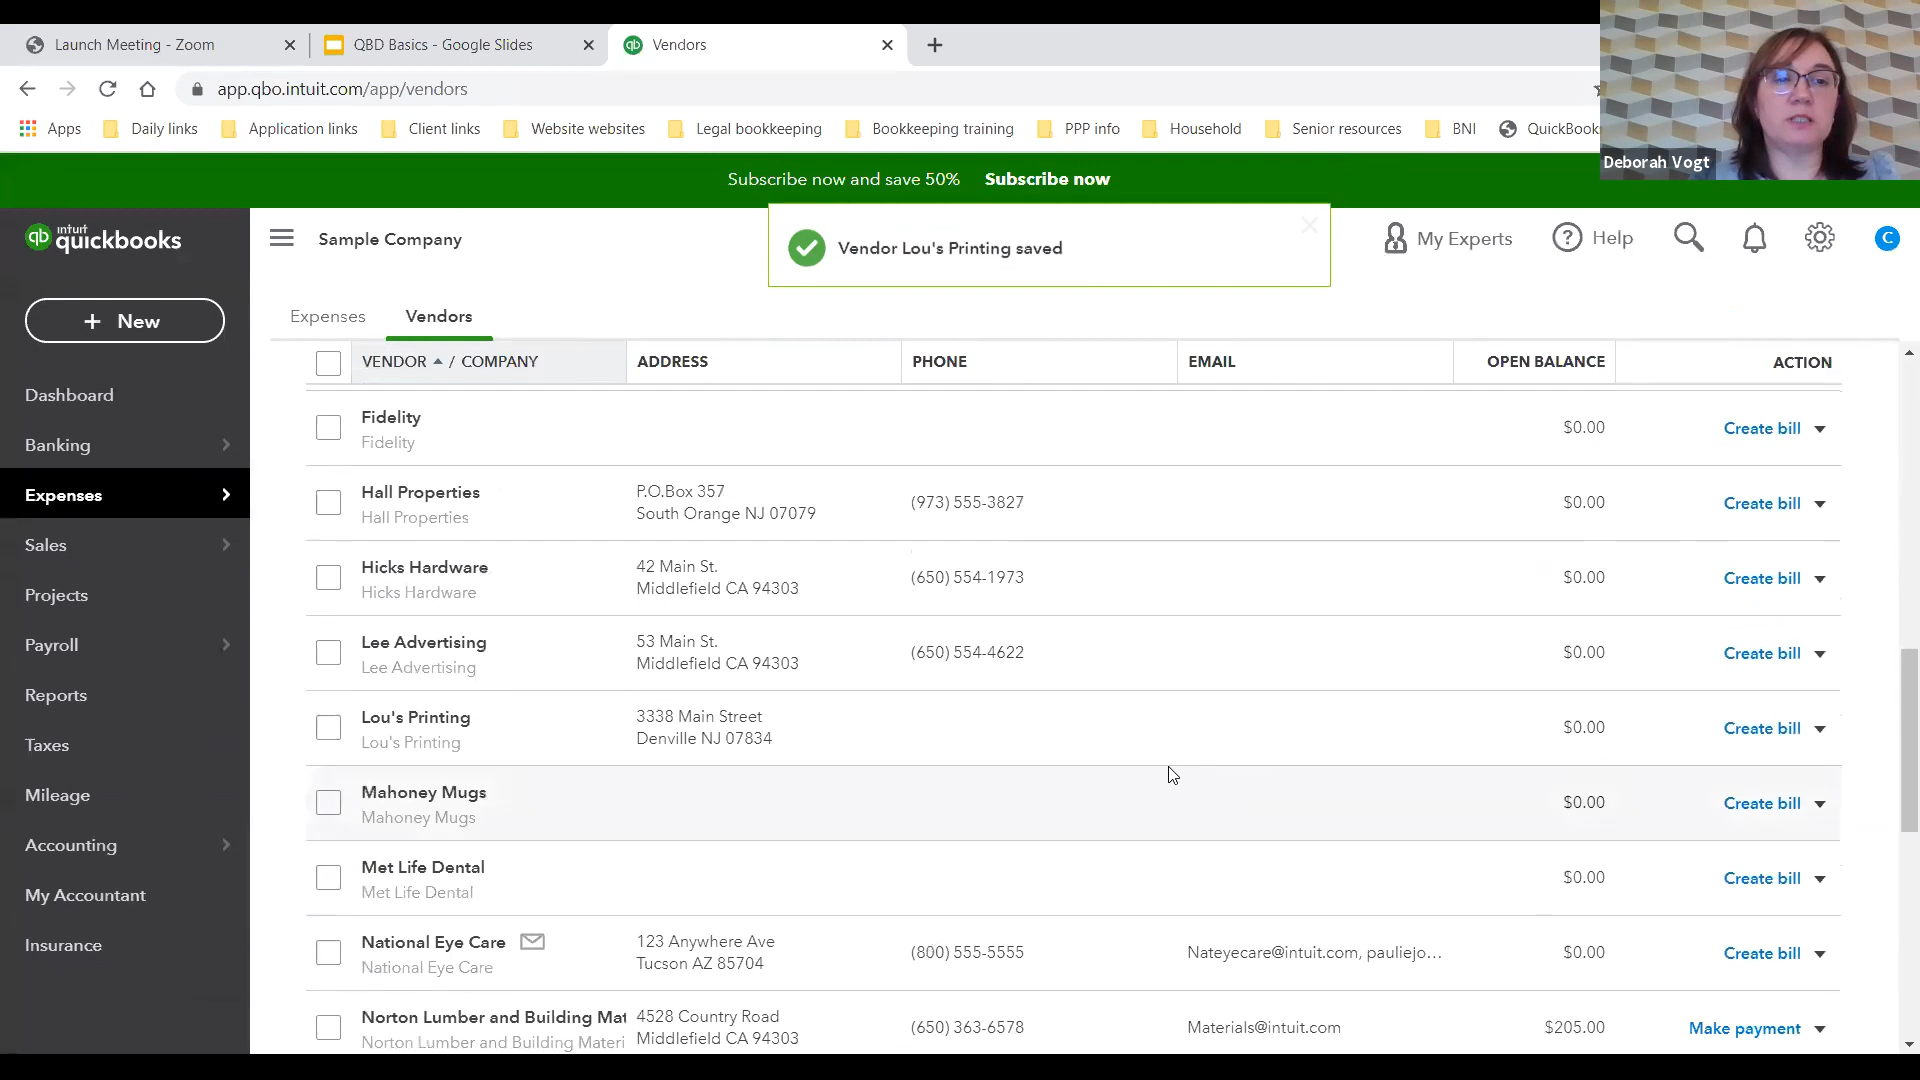 Launch Meeting - Zoom
QBD Basics - Google Slides
Vendors
app.qbo.intuit.com/app/vendors
Apps
Daily links
Application links
Client links
Website websites
Legal bookkeeping
Bookkeeping training
PPP info
Household
Senior resources
BNI
Deborah Vogt
Subscribe now and save 50% Subscribe now
intuit
quickbooks
Sample Company
Vendor Lou's Printing saved
My Experts
Help
C
+ New
Expenses
Vendors
Dashboard
Banking
Expenses
Sales
Projects
Payroll
Reports
Taxes
Mileage
Accounting
My Accountant
Insurance
VENDOR / COMPANY ADDRESS PHONE EMAIL OPEN BALANCE ACTION
Fidelity $0.00 Create bill
Fidelity
Hall Properties P.O.Box 357 (973) 555-3827 $0.00 Create bill
Hall Properties South Orange NJ 07079
Hicks Hardware 42 Main St. (650) 554-1973 $0.00 Create bill
Hicks Hardware Middlefield CA 94303
Lee Advertising 53 Main St. (650) 554-4622 $0.00 Create bill
Lee Advertising Middlefield CA 94303
Lou's Printing 3338 Main Street $0.00 Create bill
Lou's Printing Denville NJ 07834
Mahoney Mugs $0.00 Create bill
Mahoney Mugs
Met Life Dental $0.00 Create bill
Met Life Dental
National Eye Care 123 Anywhere Ave (800) 555-5555 Nateyecare@intuit.com, pauliejo... $0.00 Create bill
National Eye Care Tucson AZ 85704
Norton Lumber and Building Mat 4528 Country Road (650) 363-6578 Materials@intuit.com $205.00 Make payment
Norton Lumber and Building Materi Middlefield CA 94303